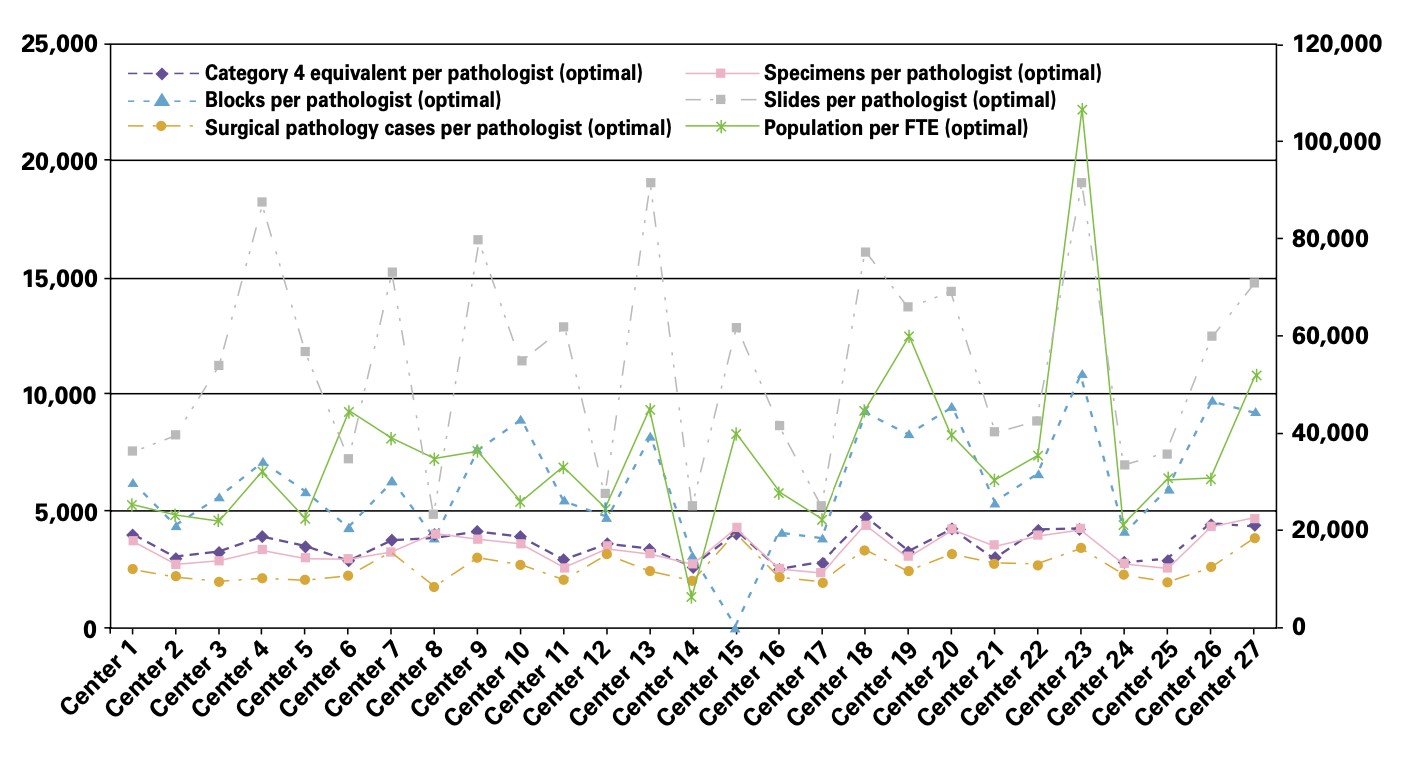 25,000 120,000
Category 4 equivalent per pathologist (optimal) Specimens per pathologist (optimal)
Blocks per pathologist (optimal) Slides per pathologist (optimal)
Surgical pathology cases per pathologist (optimal) Population per FTE (optimal)
100,000
20,000
80,000
15,000
60,000
10,000
40,000
5,000
20,000
0 0
Center 1 Center 2 Center 3 Center 4 Center 5 Center 6 Center 7 Center 8 Center 9 Center 10 Center 11 Center 12 Center 13 Center 14 Center 15 Center 16 Center 17 Center 18 Center 19 Center 20 Center 21 Center 22 Center 23 Center 24 Center 25 Center 26 Center 27